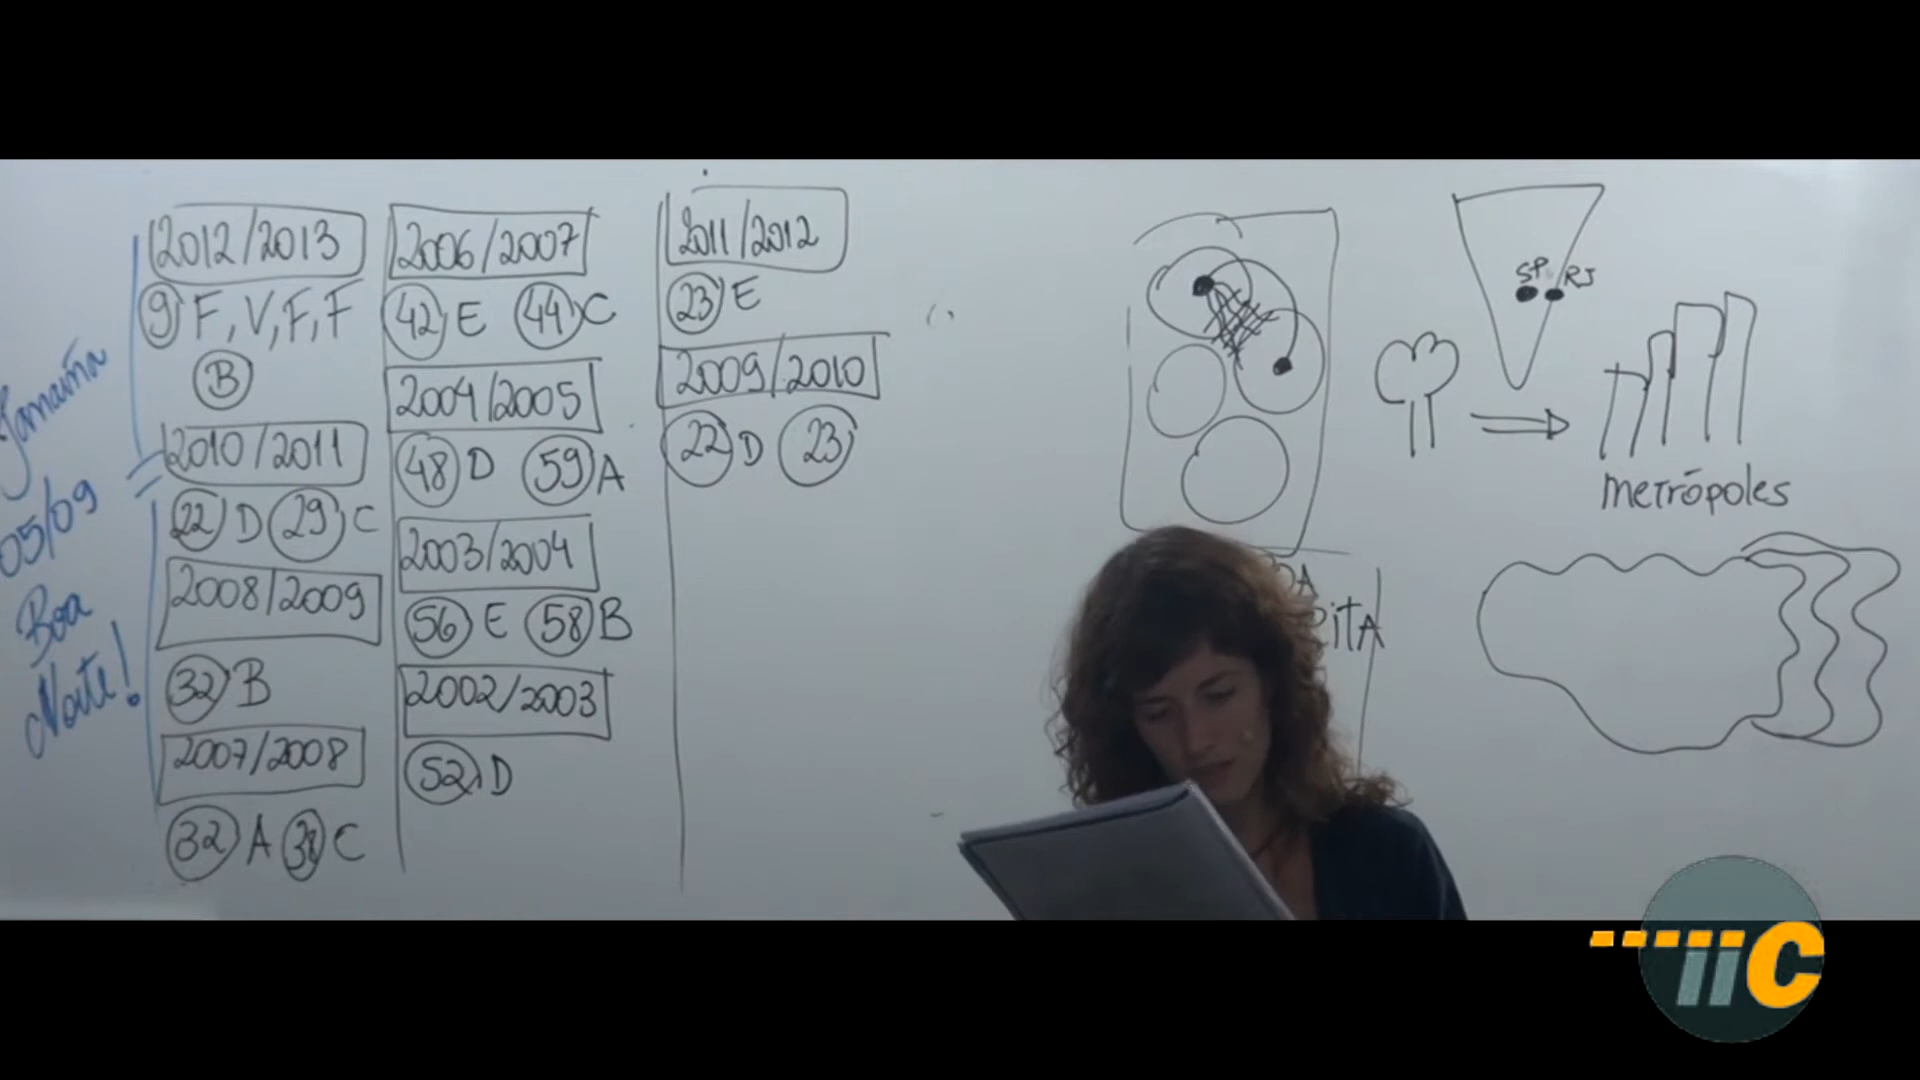 Janaína
05/09
Boa
Noite!
2012/2013
9 F, V, F, F
B
2010/2011
22 D 29 C
2008/2009
32 B
2007/2008
32 A 38 C
2006/2007
42 E 44 C
2004/2005
48 D 59 A
2003/2004
56 E 58 B
2002/2003
52 D
2011/2012
23 E
2009/2010
22 D 23
SP RJ
metrópoles
iiC